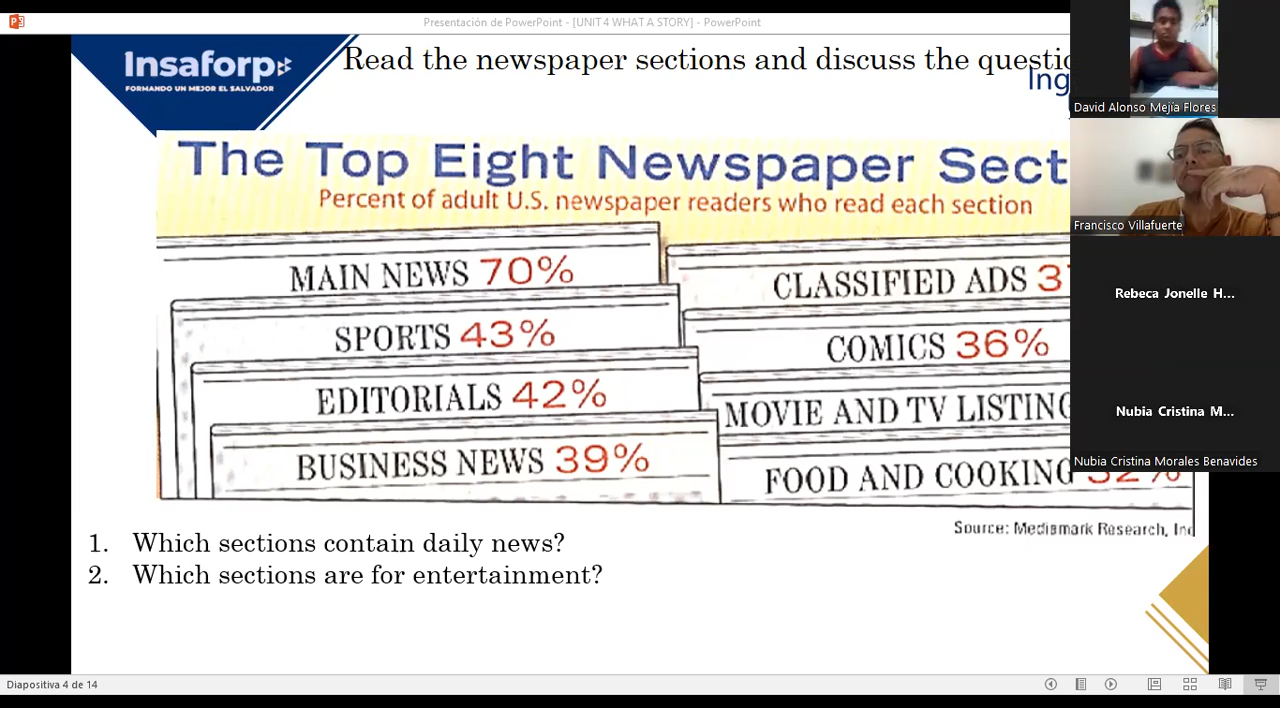 Presentación de PowerPoint - [UNIT 4 WHAT A STORY] - PowerPoint
Insaforp
FORMANDO UN MEJOR EL SALVADOR
Read the newspaper sections and discuss the questio
Ing
The Top Eight Newspaper Sect
Percent of adult U.S. newspaper readers who read each section
MAIN NEWS 70%
SPORTS 43%
EDITORIALS 42%
BUSINESS NEWS 39%
CLASSIFIED ADS 3
COMICS 36%
MOVIE AND TV LISTING
FOOD AND COOKING 32%
Source: Mediamark Research, Inc
1. Which sections contain daily news?
2. Which sections are for entertainment?
David Alonso Mejía Flores
Francisco Villafuerte
Rebeca Jonelle H...
Nubia Cristina M...
Nubia Cristina Morales Benavides
Diapositiva 4 de 14